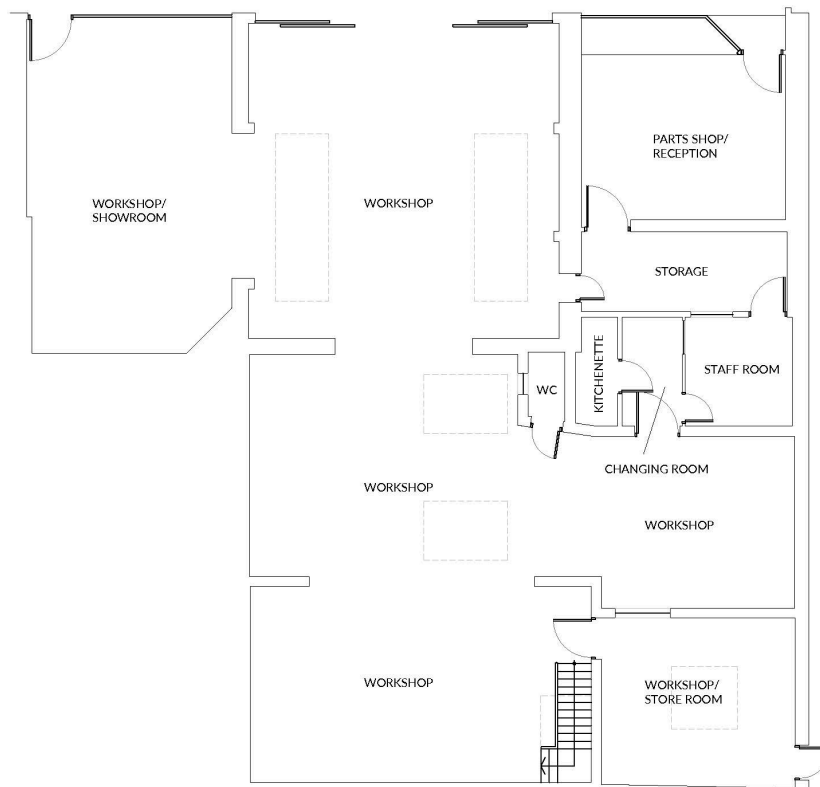 PARTS SHOP/
RECEPTION
WORKSHOP/
SHOWROOM
WORKSHOP
STORAGE
STAFF ROOM
KITCHENETTE
WC
CHANGING ROOM
WORKSHOP
WORKSHOP
WORKSHOP
WORKSHOP/
STORE ROOM